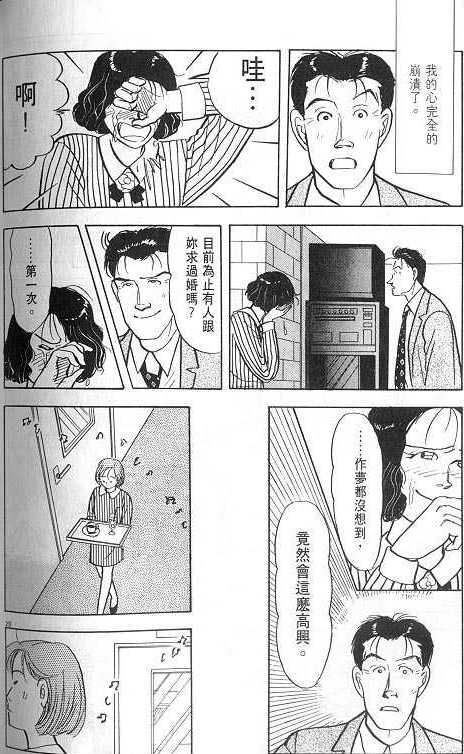 我的心完全的
崩潰了。
哇…
啊！
目前為止有人跟
妳求過婚嗎？
……第一次。
……作夢都沒想到，
竟然會這麼高興。